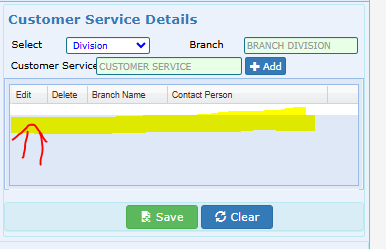 Customer Service Details
Select Division Branch BRANCH DIVISION
Customer Service CUSTOMER SERVICE Add
Edit Delete Branch Name Contact Person
Save Clear